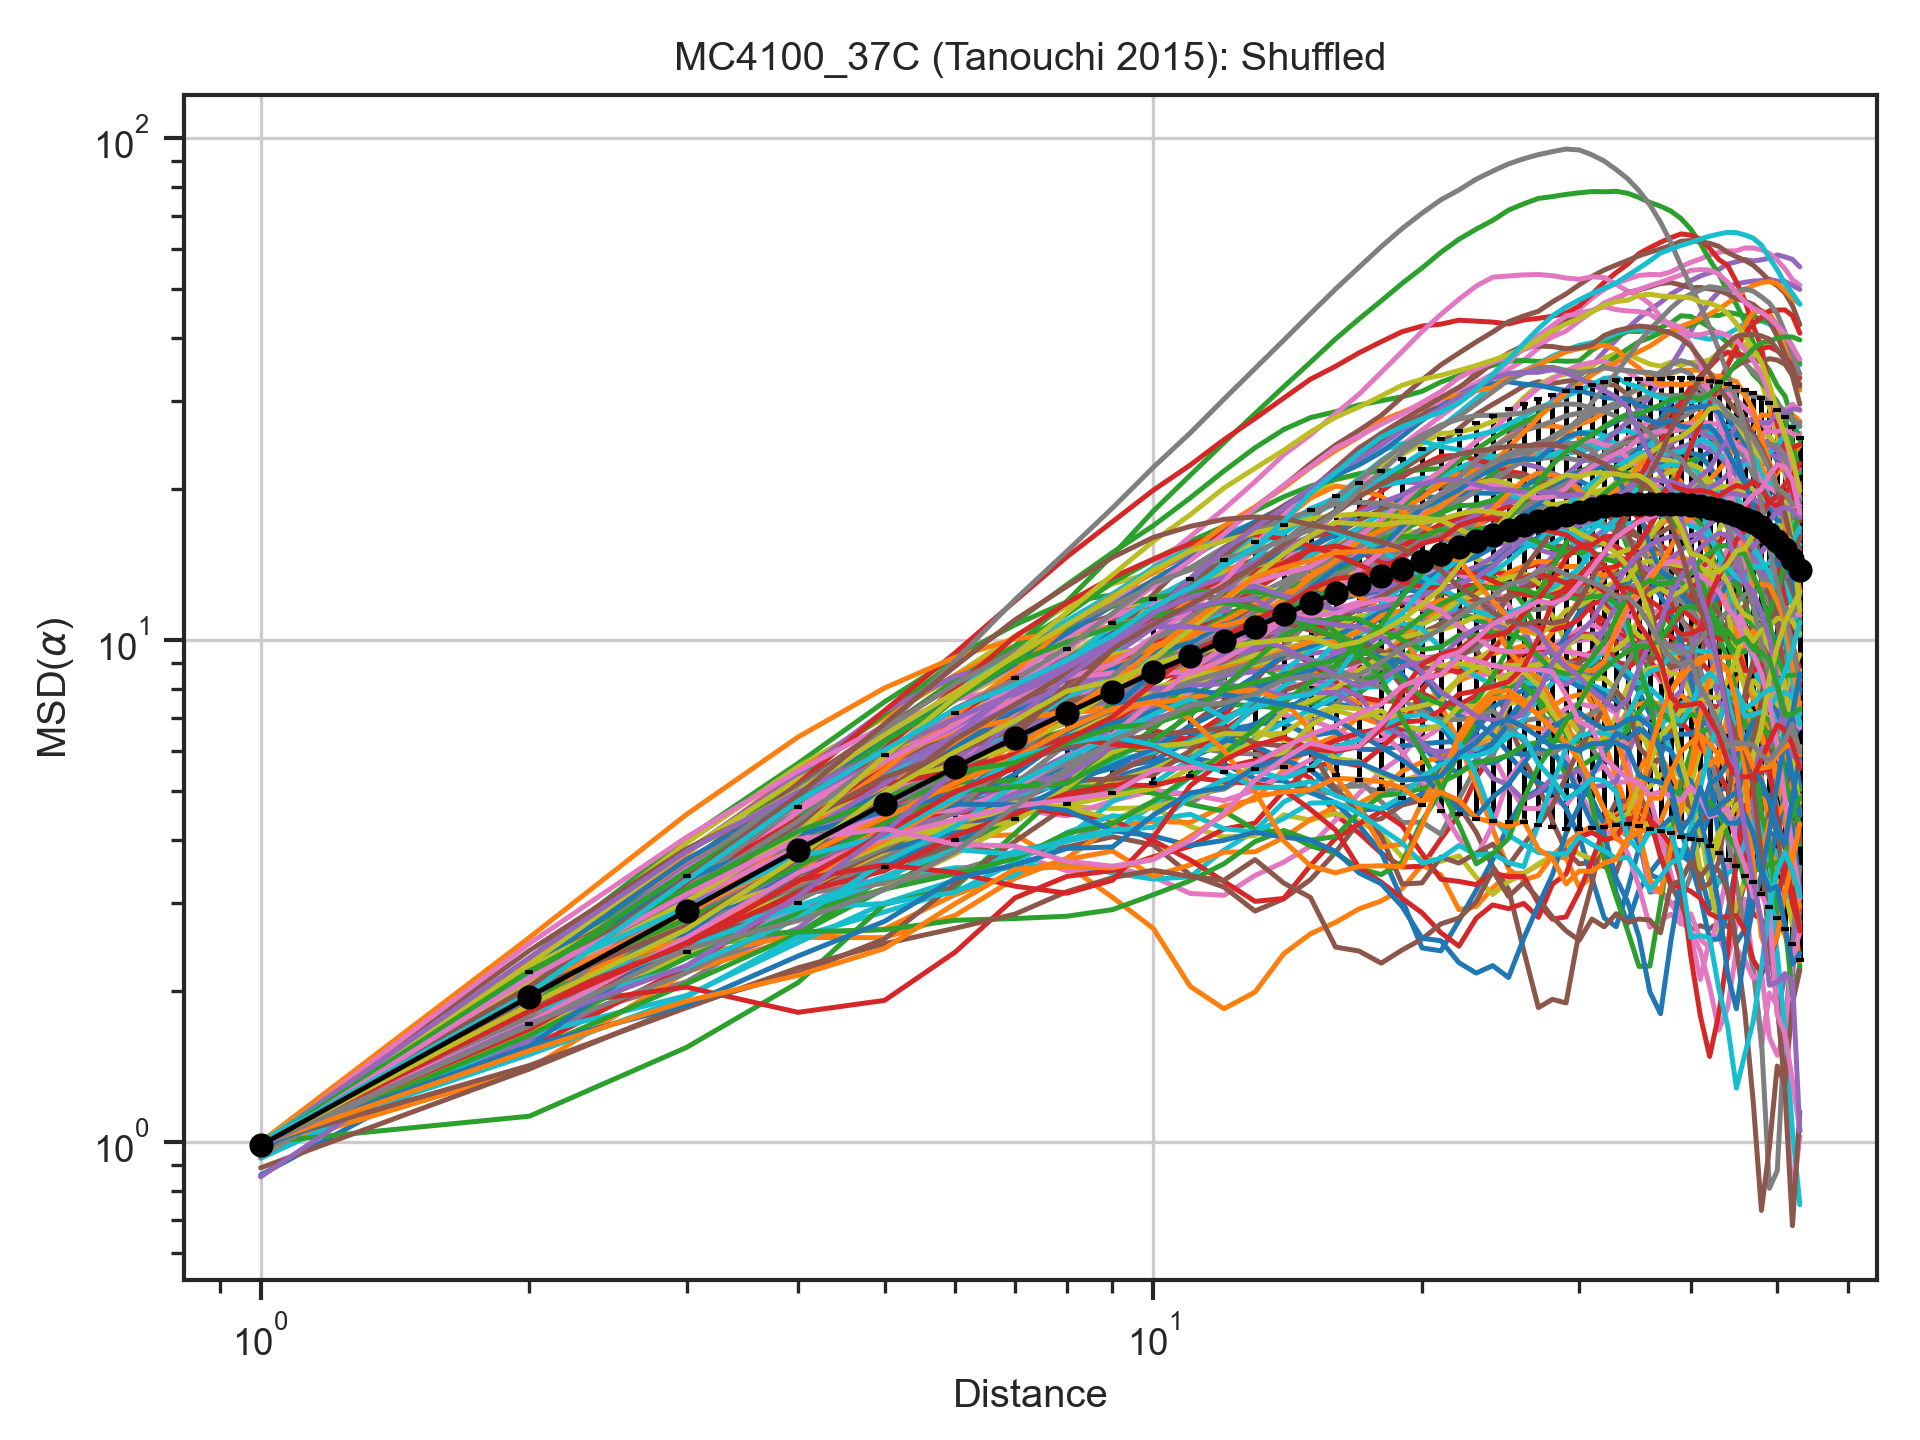 MC4100_37C (Tanouchi 2015): Shuffled
10^2
10^1
10^0
MSD(α)
10^0 10^1
Distance